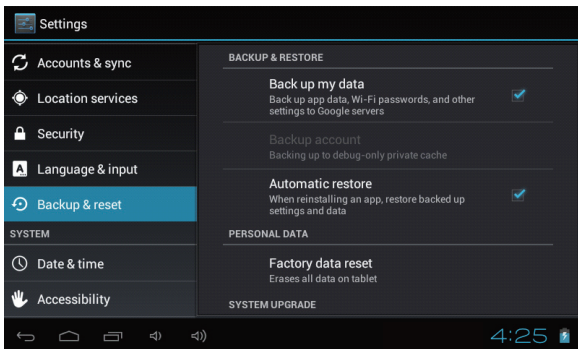 Settings
Accounts & sync
Location services
Security
A Language & input
Backup & reset
SYSTEM
Date & time
Accessibility
BACKUP & RESTORE
Back up my data
Back up app data, Wi-Fi passwords, and other
settings to Google servers
Backup account
Backing up to debug-only private cache
Automatic restore
When reinstalling an app, restore backed up
settings and data
PERSONAL DATA
Factory data reset
Erases all data on tablet
SYSTEM UPGRADE
4:25